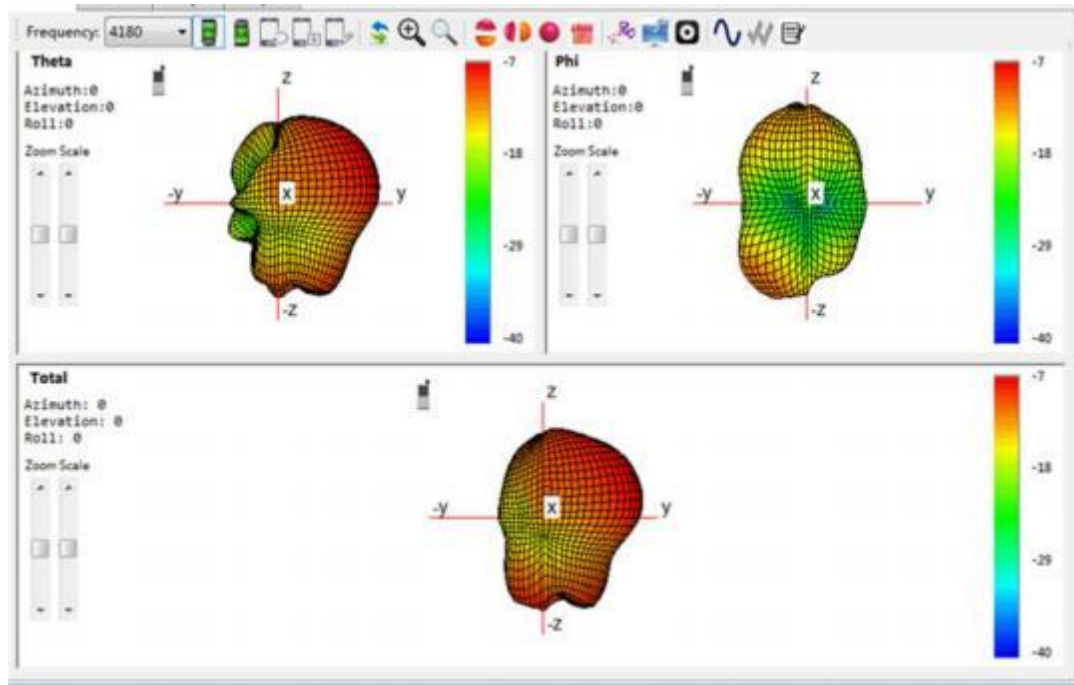 Frequency: 4180
Theta
Azimuth:0
Elevation:0
Roll:0
Zoom Scale
z
-y
x
y
-z
-7
-18
-29
-40
Phi
Azimuth:0
Elevation:0
Roll:0
Zoom Scale
z
-y
x
y
-z
-7
-18
-29
-40
Total
Azimuth: 0
Elevation: 0
Roll: 0
Zoom Scale
z
-y
x
y
-z
-7
-18
-29
-40